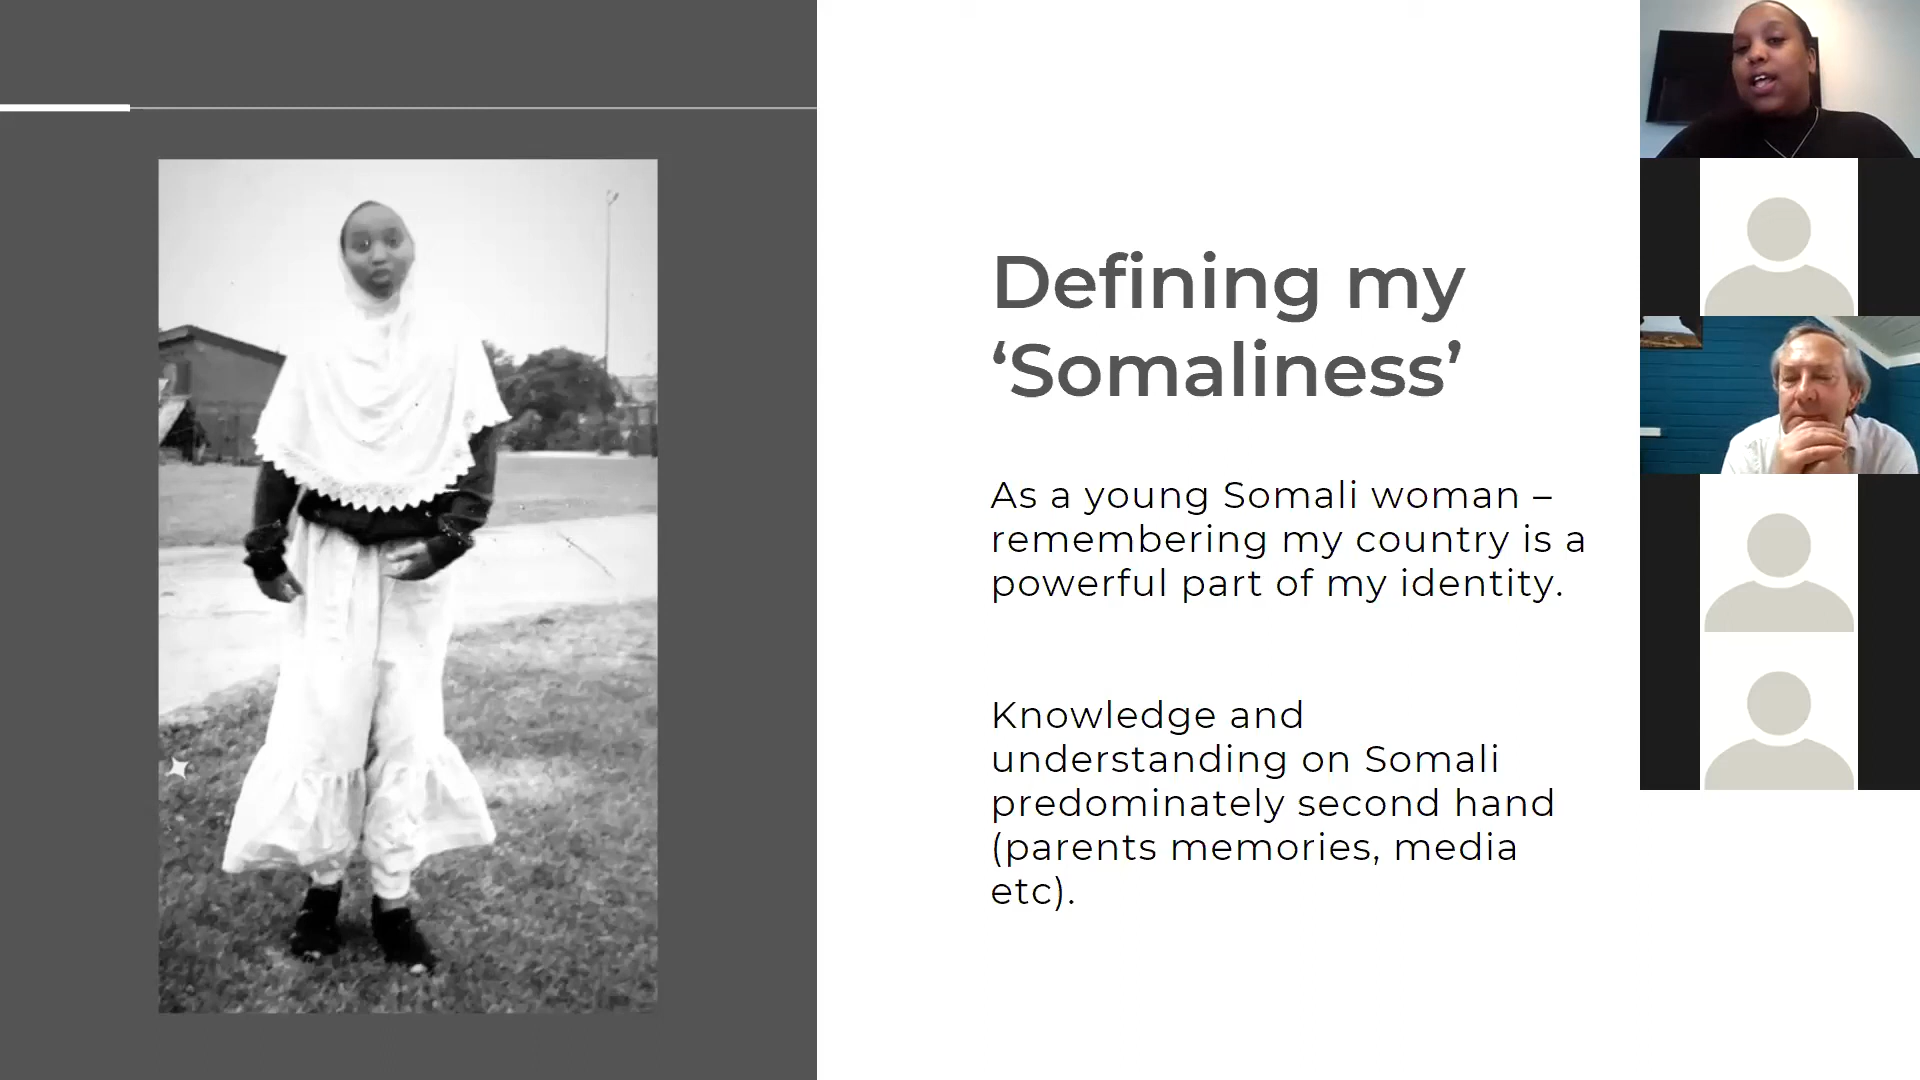 Defining my
‘Somaliness’
As a young Somali woman –
remembering my country is a
powerful part of my identity.
Knowledge and
understanding on Somali
predominately second hand
(parents memories, media
etc).